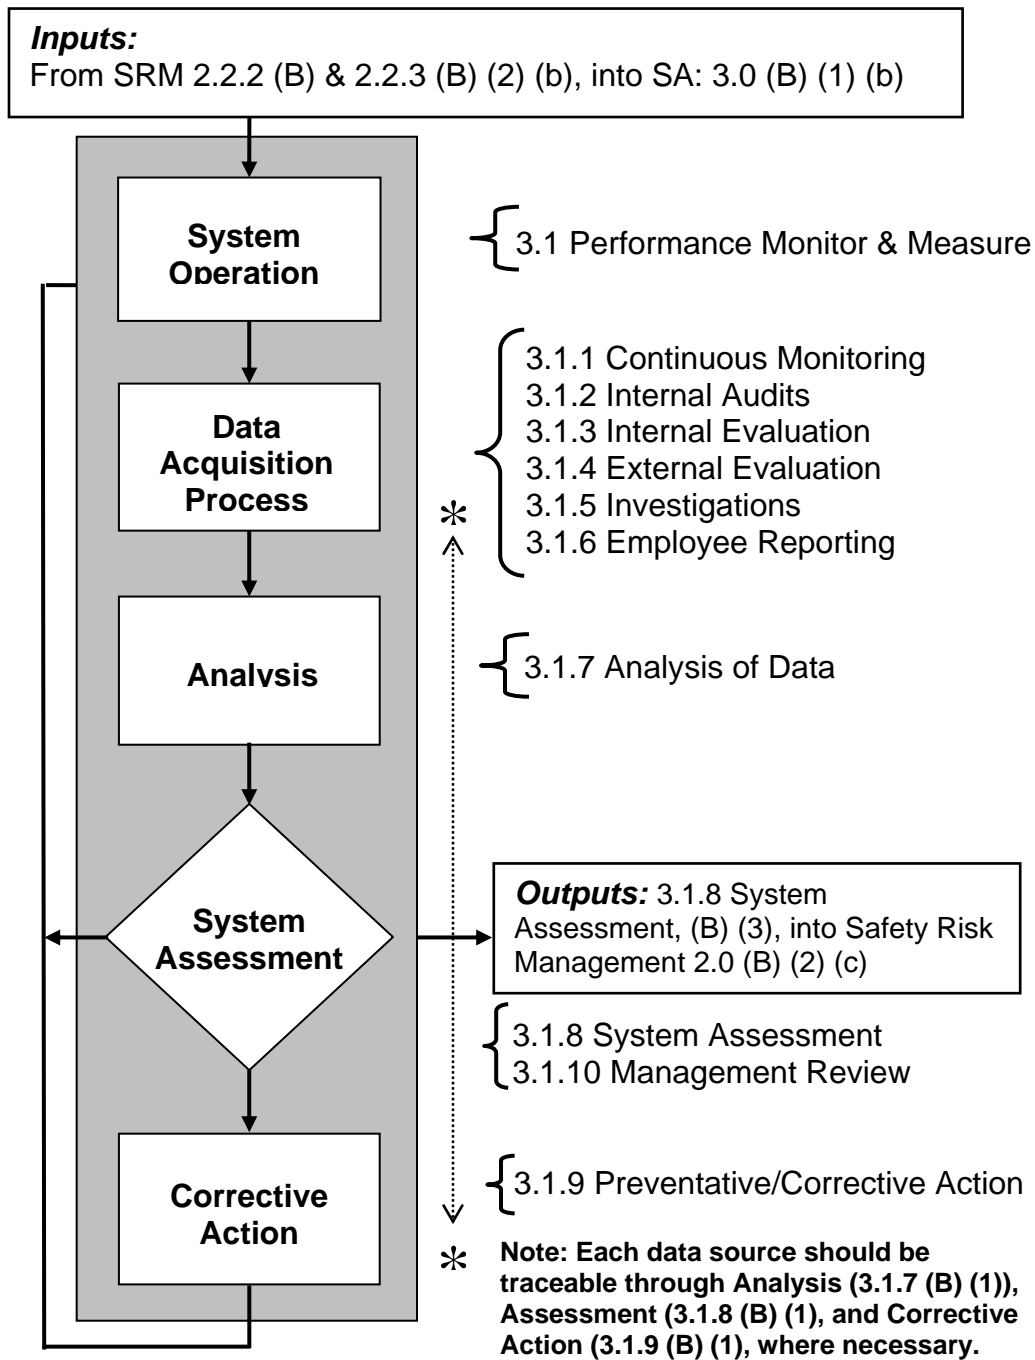 Inputs:
From SRM 2.2.2 (B) & 2.2.3 (B) (2) (b), into SA: 3.0 (B) (1) (b)
System
Operation
3.1 Performance Monitor & Measure
Data
Acquisition
Process
3.1.1 Continuous Monitoring
3.1.2 Internal Audits
3.1.3 Internal Evaluation
3.1.4 External Evaluation
3.1.5 Investigations
3.1.6 Employee Reporting
*
Analysis
3.1.7 Analysis of Data
System
Assessment
Outputs: 3.1.8 System
Assessment, (B) (3), into Safety Risk
Management 2.0 (B) (2) (c)
3.1.8 System Assessment
3.1.10 Management Review
Corrective
Action
3.1.9 Preventative/Corrective Action
*
Note: Each data source should be
traceable through Analysis (3.1.7 (B) (1)),
Assessment (3.1.8 (B) (1), and Corrective
Action (3.1.9 (B) (1), where necessary.